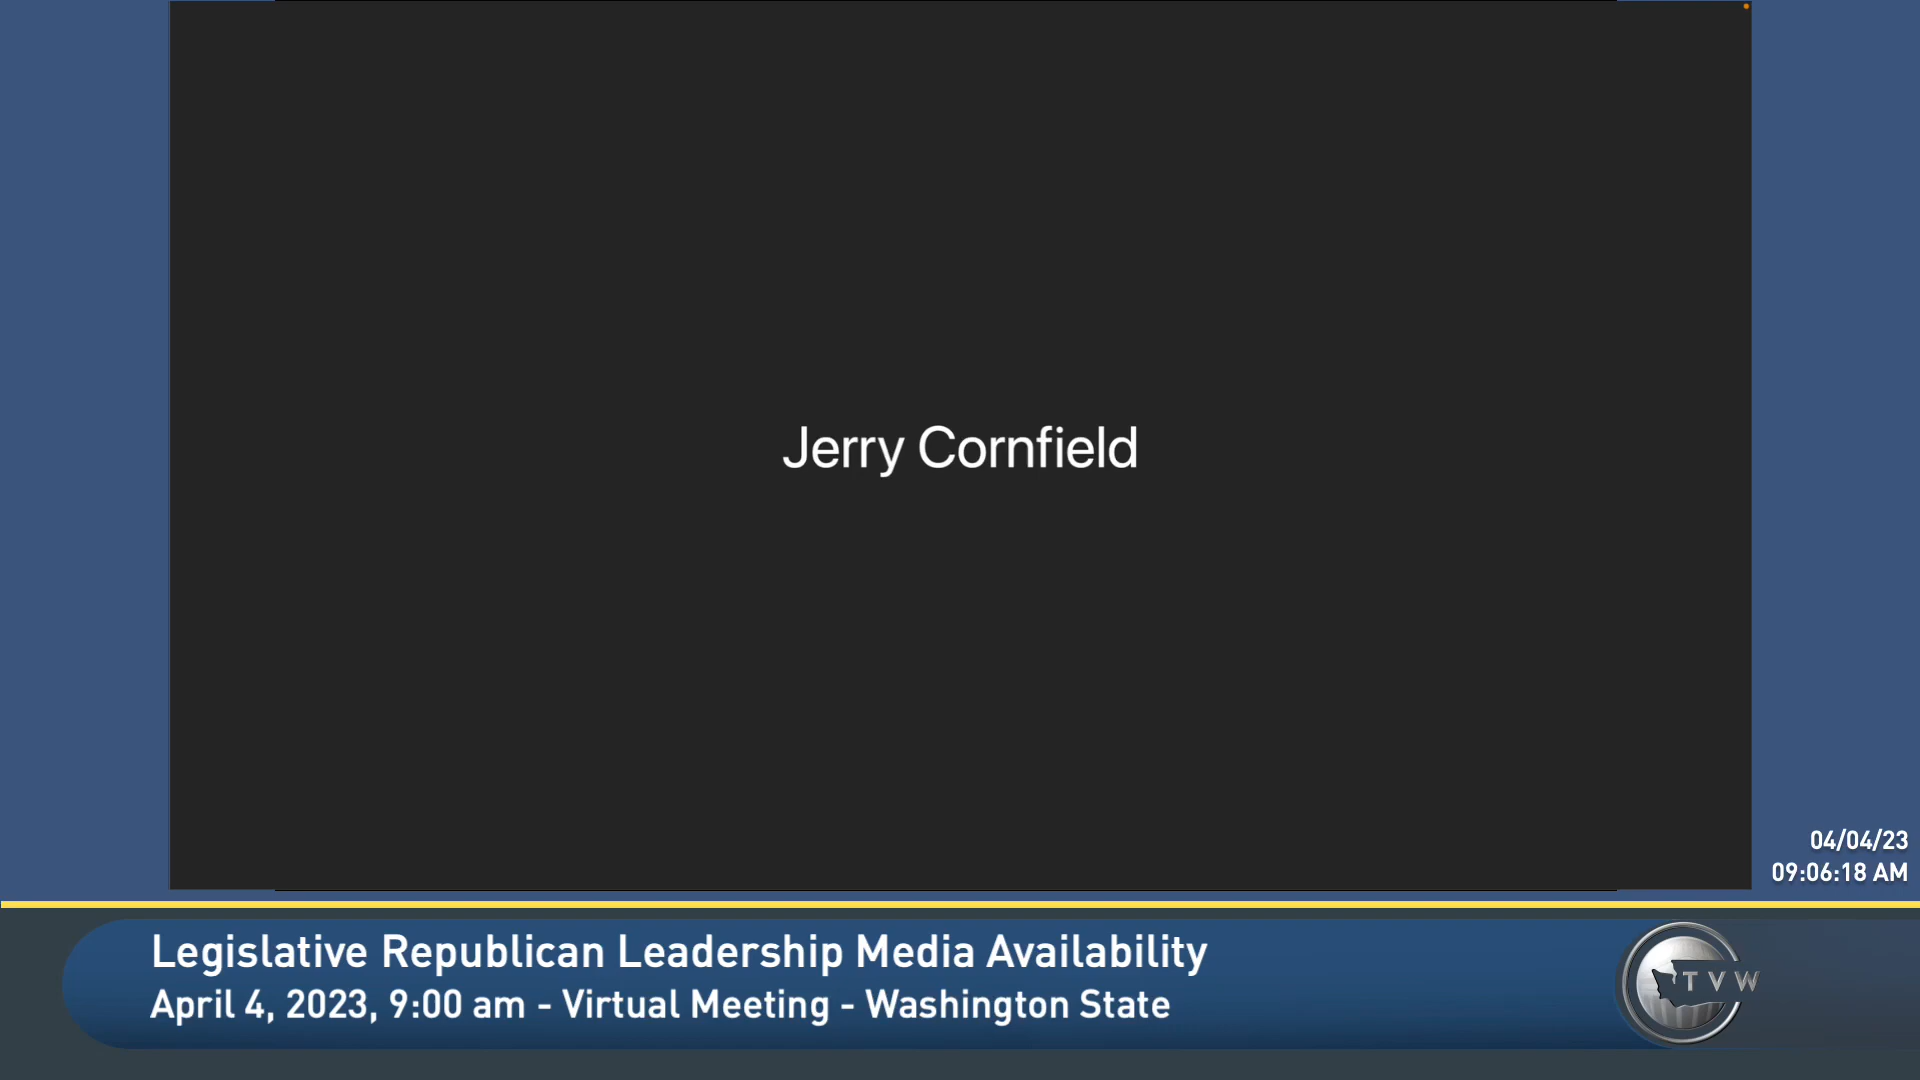 Jerry Cornfield
04/04/23
09:06:18 AM
Legislative Republican Leadership Media Availability
April 4, 2023, 9:00 am - Virtual Meeting - Washington State
TVW